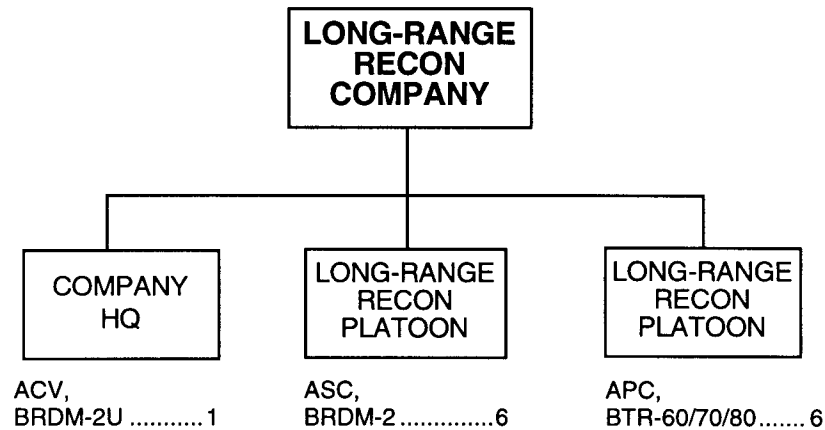 LONG-RANGE
RECON
COMPANY
COMPANY
HQ
LONG-RANGE
RECON
PLATOON
LONG-RANGE
RECON
PLATOON
ACV,
BRDM-2U ...........1
ASC,
BRDM-2 ..............6
APC,
BTR-60/70/80 ....... 6